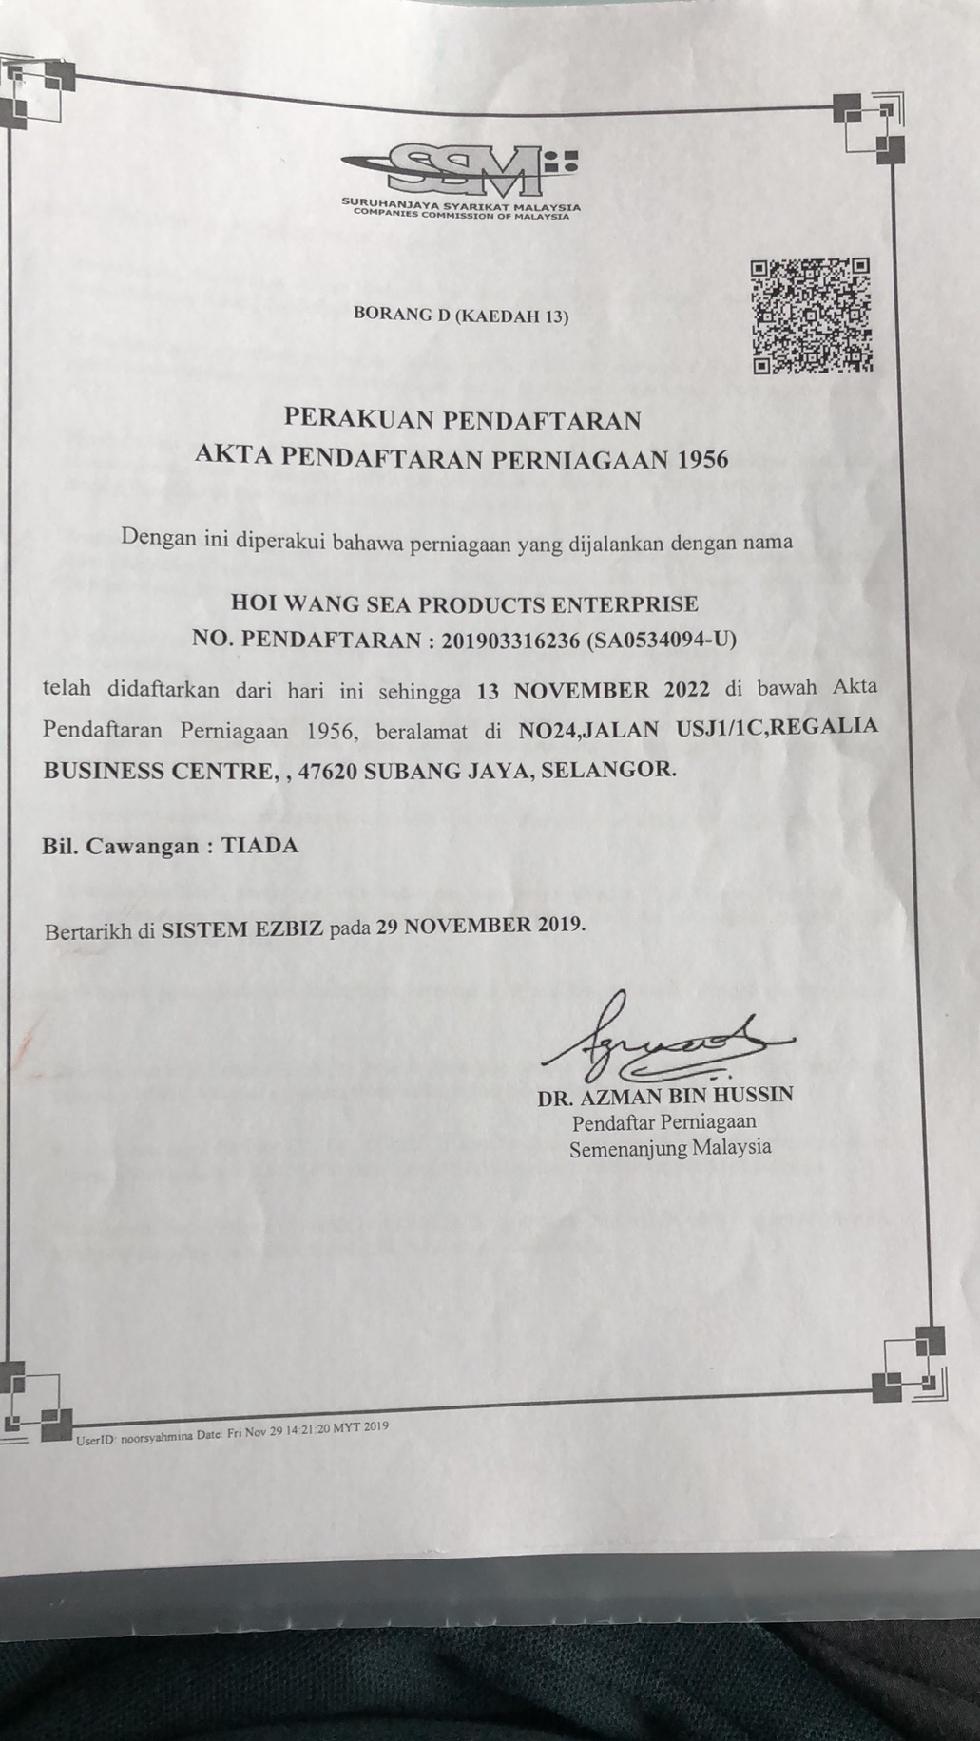 SSM
SURUHANJAYA SYARIKAT MALAYSIA
COMPANIES COMMISSION OF MALAYSIA
BORANG D (KAEDAH 13)
PERAKUAN PENDAFTARAN
AKTA PENDAFTARAN PERNIAGAAN 1956
Dengan ini diperakui bahawa perniagaan yang dijalankan dengan nama
HOI WANG SEA PRODUCTS ENTERPRISE
NO. PENDAFTARAN : 201903316236 (SA0534094-U)
telah didaftarkan dari hari ini sehingga 13 NOVEMBER 2022 di bawah Akta
Pendaftaran Perniagaan 1956, beralamat di NO24,JALAN USJ1/1C,REGALIA
BUSINESS CENTRE, , 47620 SUBANG JAYA, SELANGOR.
Bil. Cawangan : TIADA
Bertarikh di SISTEM EZBIZ pada 29 NOVEMBER 2019.
DR. AZMAN BIN HUSSIN
Pendaftar Perniagaan
Semenanjung Malaysia
UserID: noorsyahmina Date: Fri Nov 29 14:21:20 MYT 2019